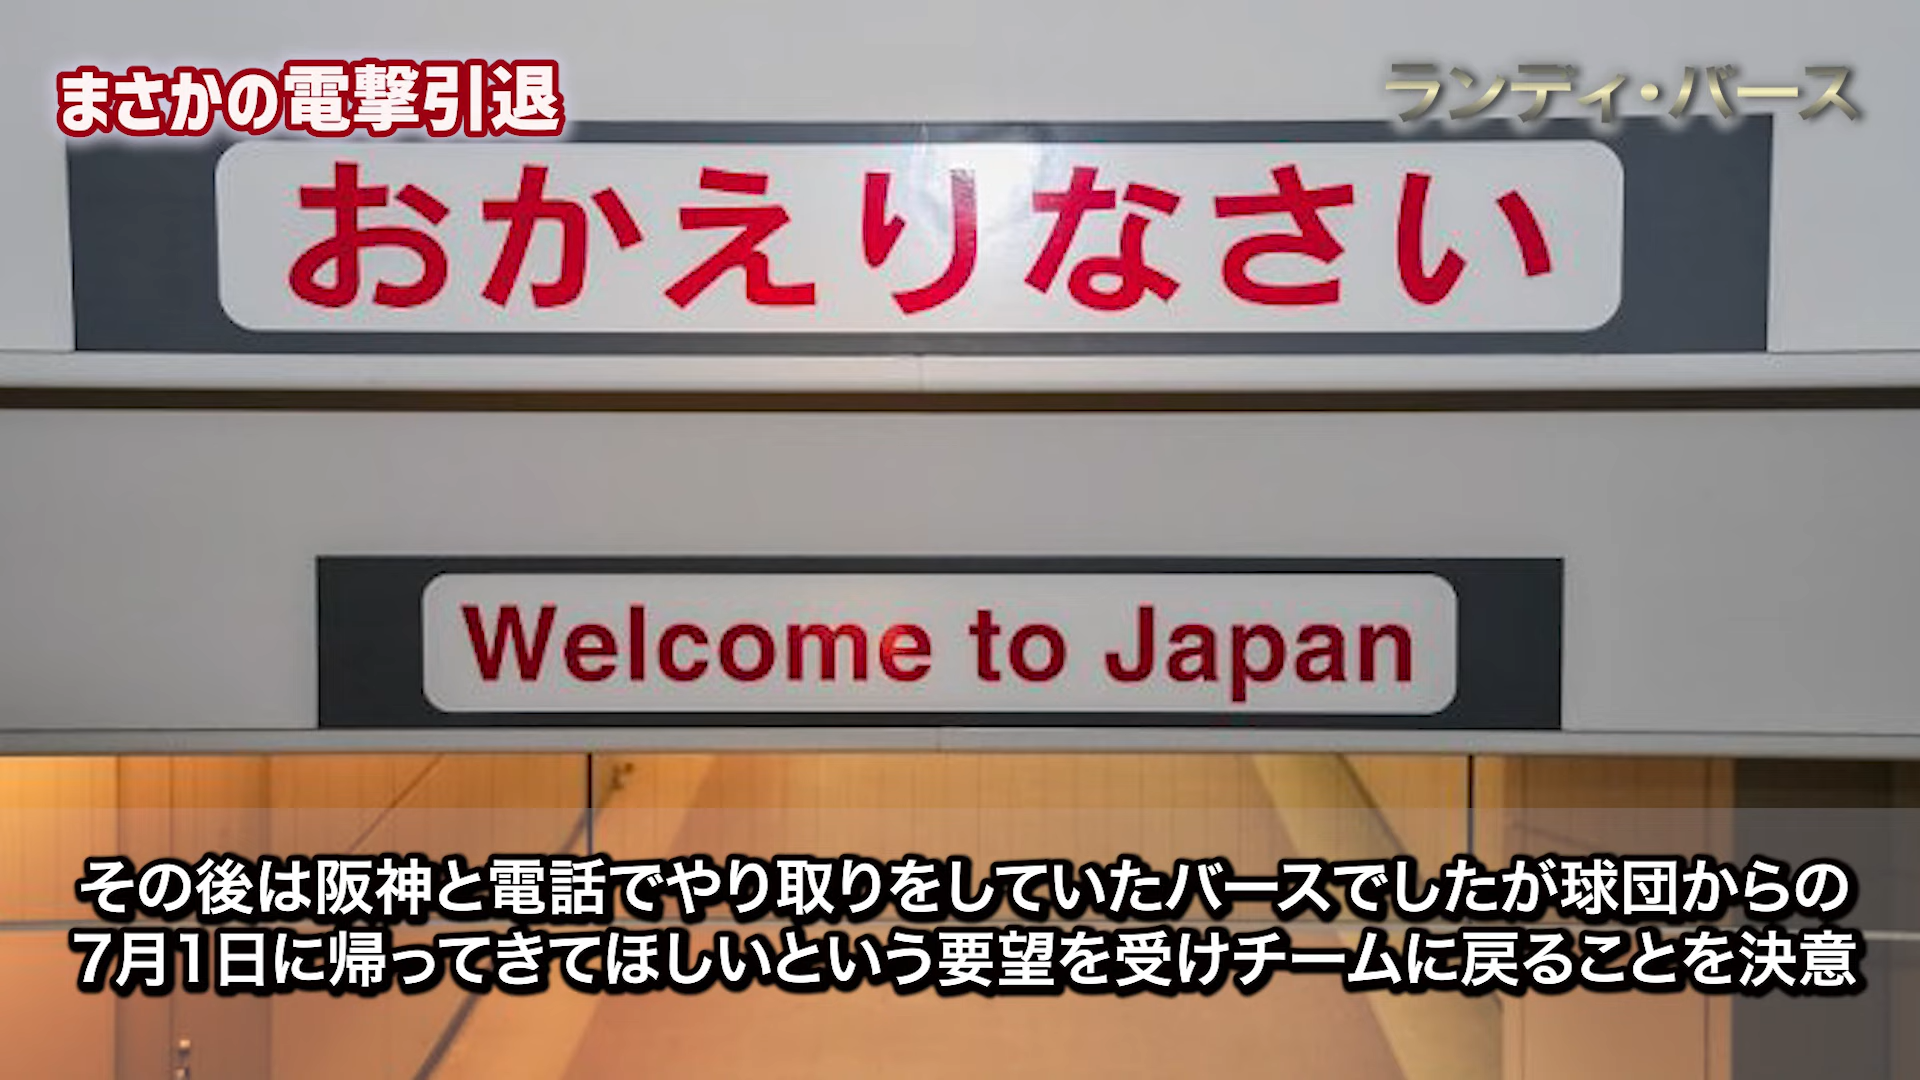 まさかの電撃引退
ランディ・バース
おかえりなさい
Welcome to Japan
その後は阪神と電話でやり取りをしていたバースでしたが球団からの
7月1日に帰ってきてほしいという要望を受けチームに戻ることを決意